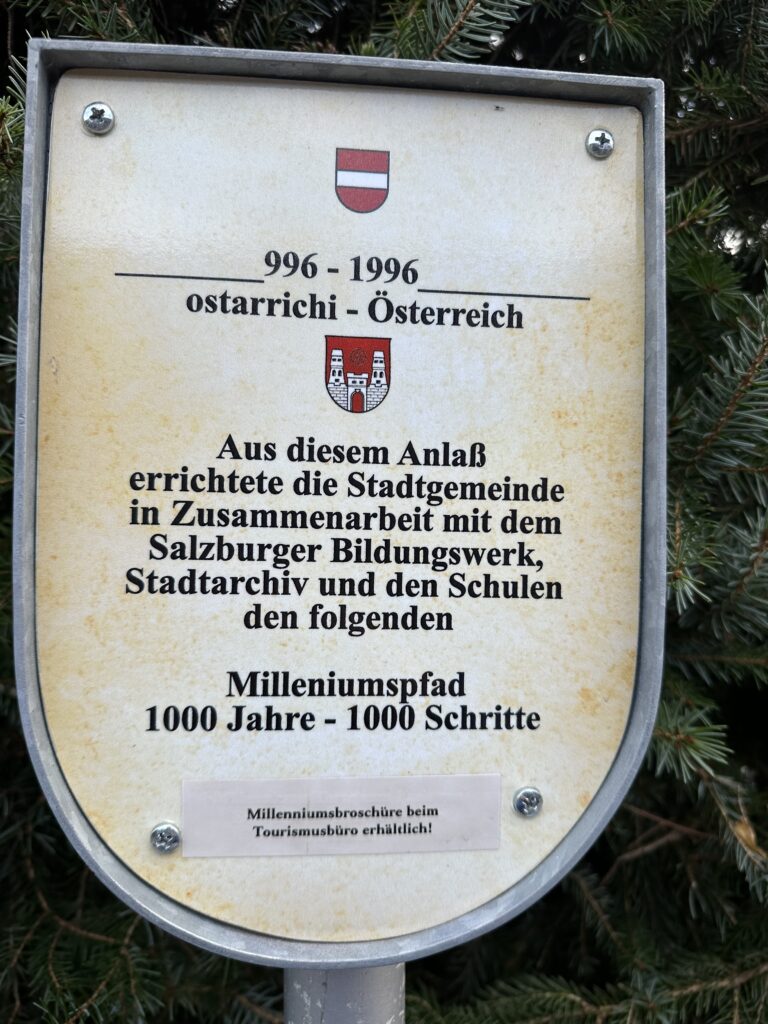 996 - 1996
ostarrichi - Österreich
Aus diesem Anlaß
errichtete die Stadtgemeinde
in Zusammenarbeit mit dem
Salzburger Bildungswerk,
Stadtarchiv und den Schulen
den folgenden
Milleniumspfad
1000 Jahre - 1000 Schritte
Millenniumsbroschüre beim
Tourismusbüro erhältlich!